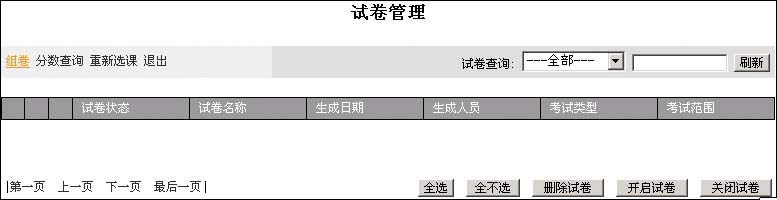 试卷管理
组卷 分数查询 重新选课 退出 试卷查询: ---全部--- 刷新
试卷状态 试卷名称 生成日期 生成人员 考试类型 考试范围
|第一页 上一页 下一页 最后一页| 全选 全不选 删除试卷 开启试卷 关闭试卷